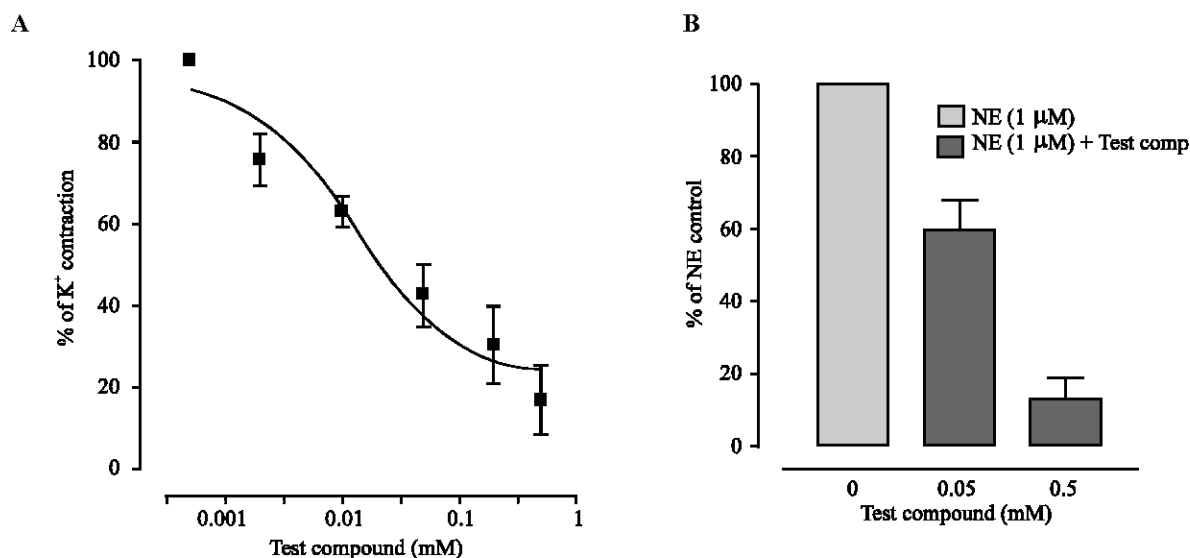 A
100
80
60
40
20
0
% of K⁺ contraction
0.001 0.01 0.1 1
Test compound (mM)
B
100
80
60
40
20
0
% of NE control
NE (1 μM)
NE (1 μM) + Test comp
0 0.05 0.5
Test compound (mM)